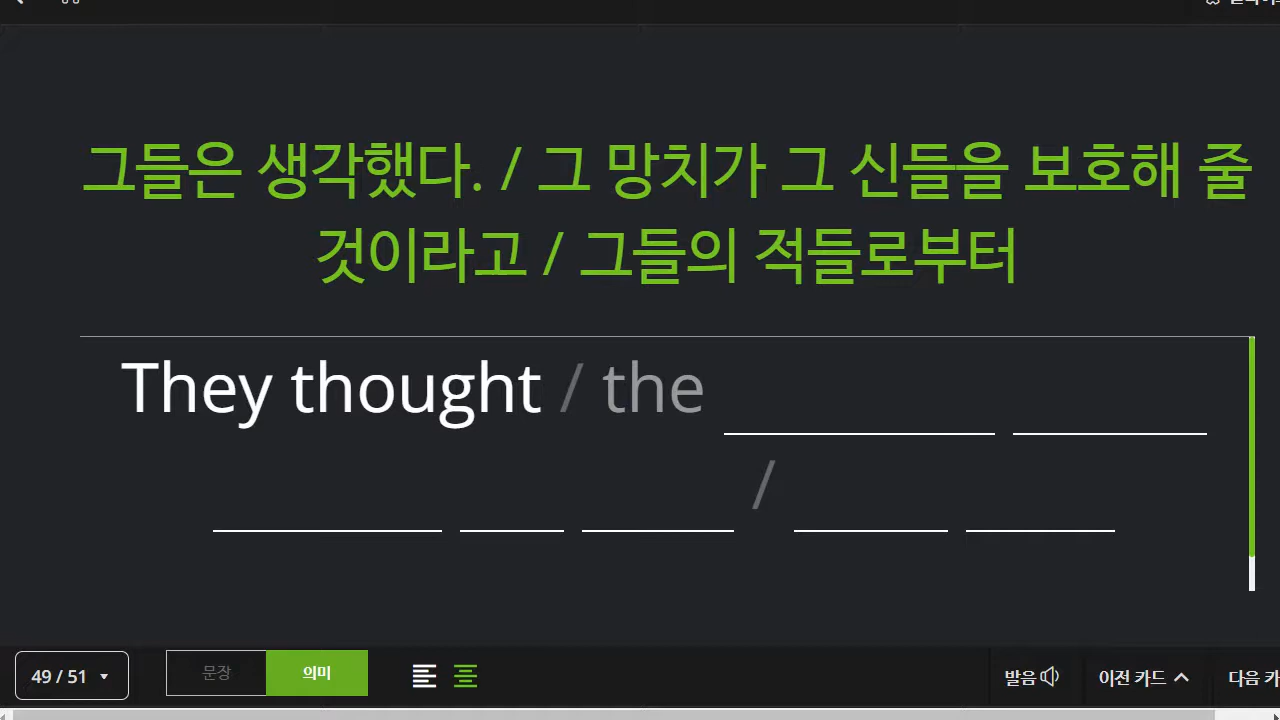 그들은 생각했다. / 그 망치가 그 신들을 보호해 줄
것이라고 / 그들의 적들로부터
They thought / the
/
49 / 51
문장
의미
발음
이전 카드
다음 카